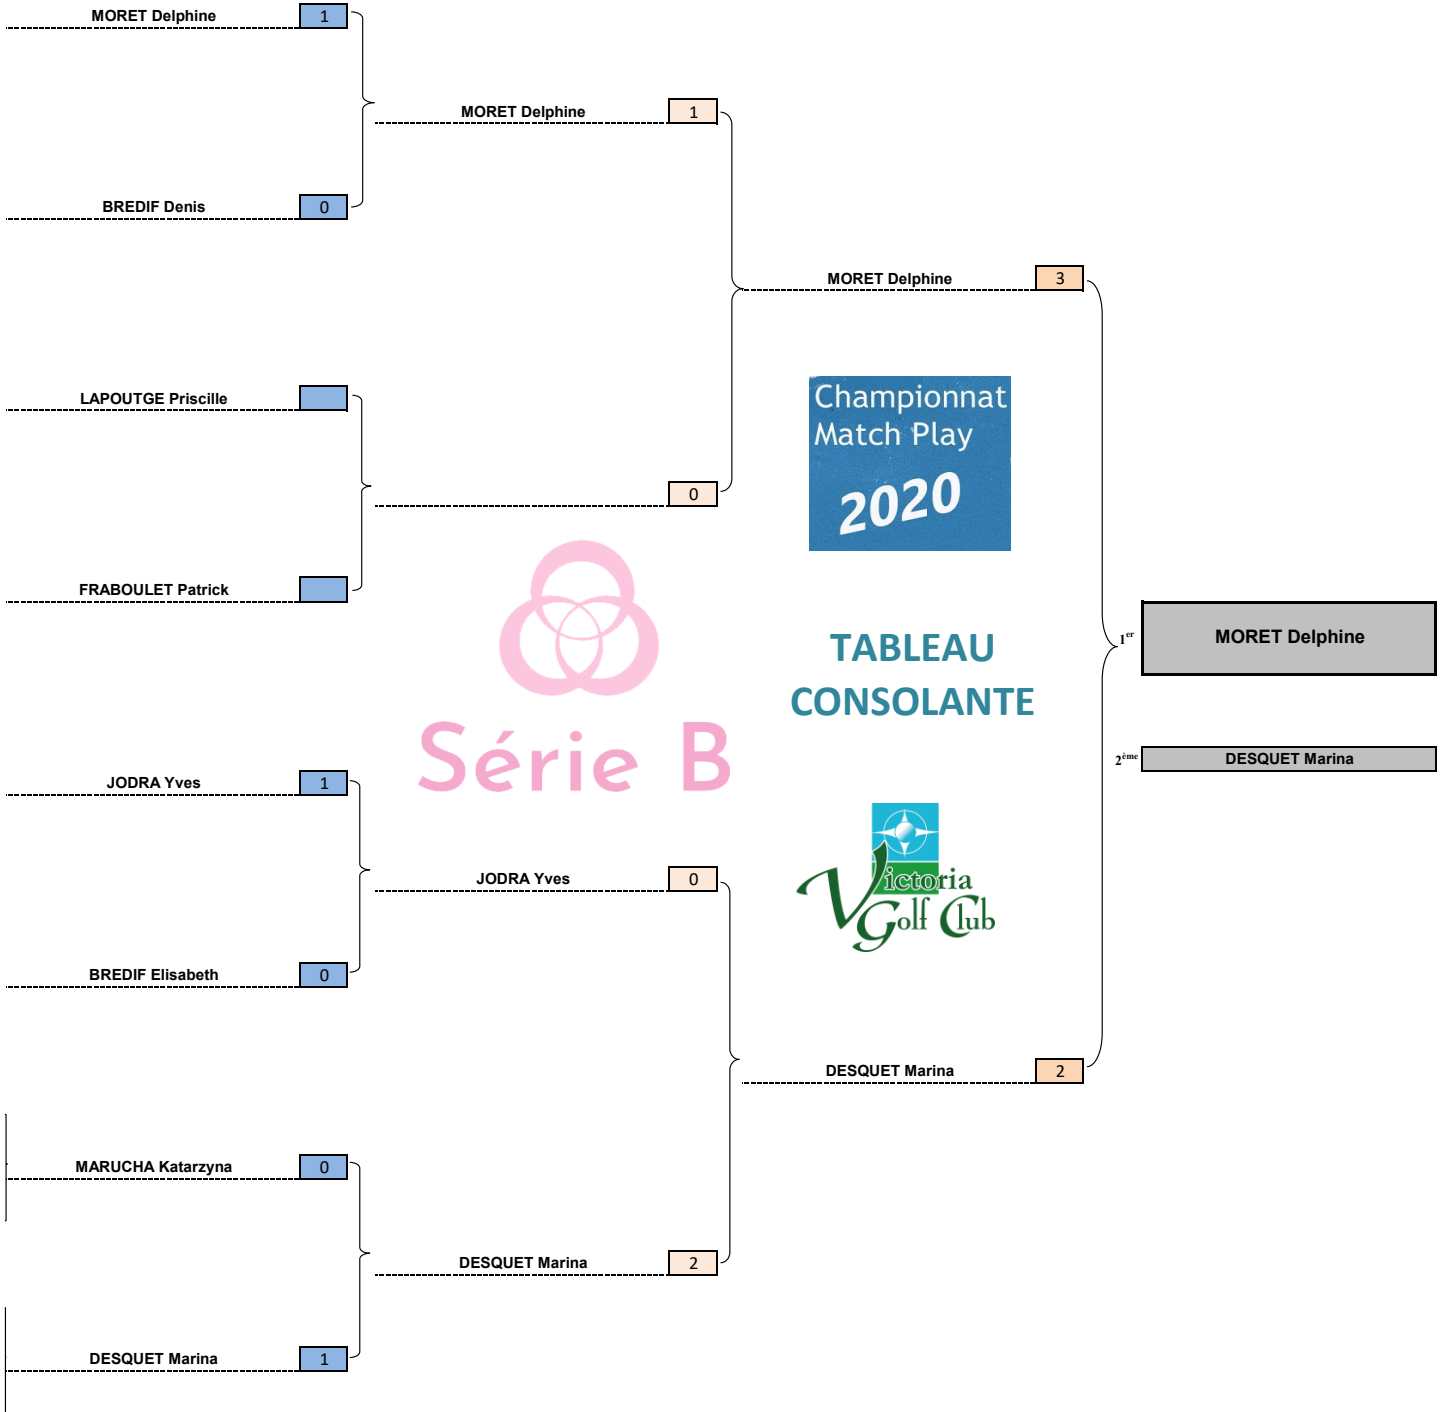 MORET Delphine 1
MORET Delphine 1
BREDIF Denis 0
MORET Delphine 3
LAPOUTGE Priscille
Championnat
Match Play
2020
0
FRABOULET Patrick
1er MORET Delphine
TABLEAU
CONSOLANTE
Série B
2ème DESQUET Marina
JODRA Yves 1
JODRA Yves 0
Victoria
Golf Club
BREDIF Elisabeth 0
DESQUET Marina 2
MARUCHA Katarzyna 0
DESQUET Marina 2
DESQUET Marina 1